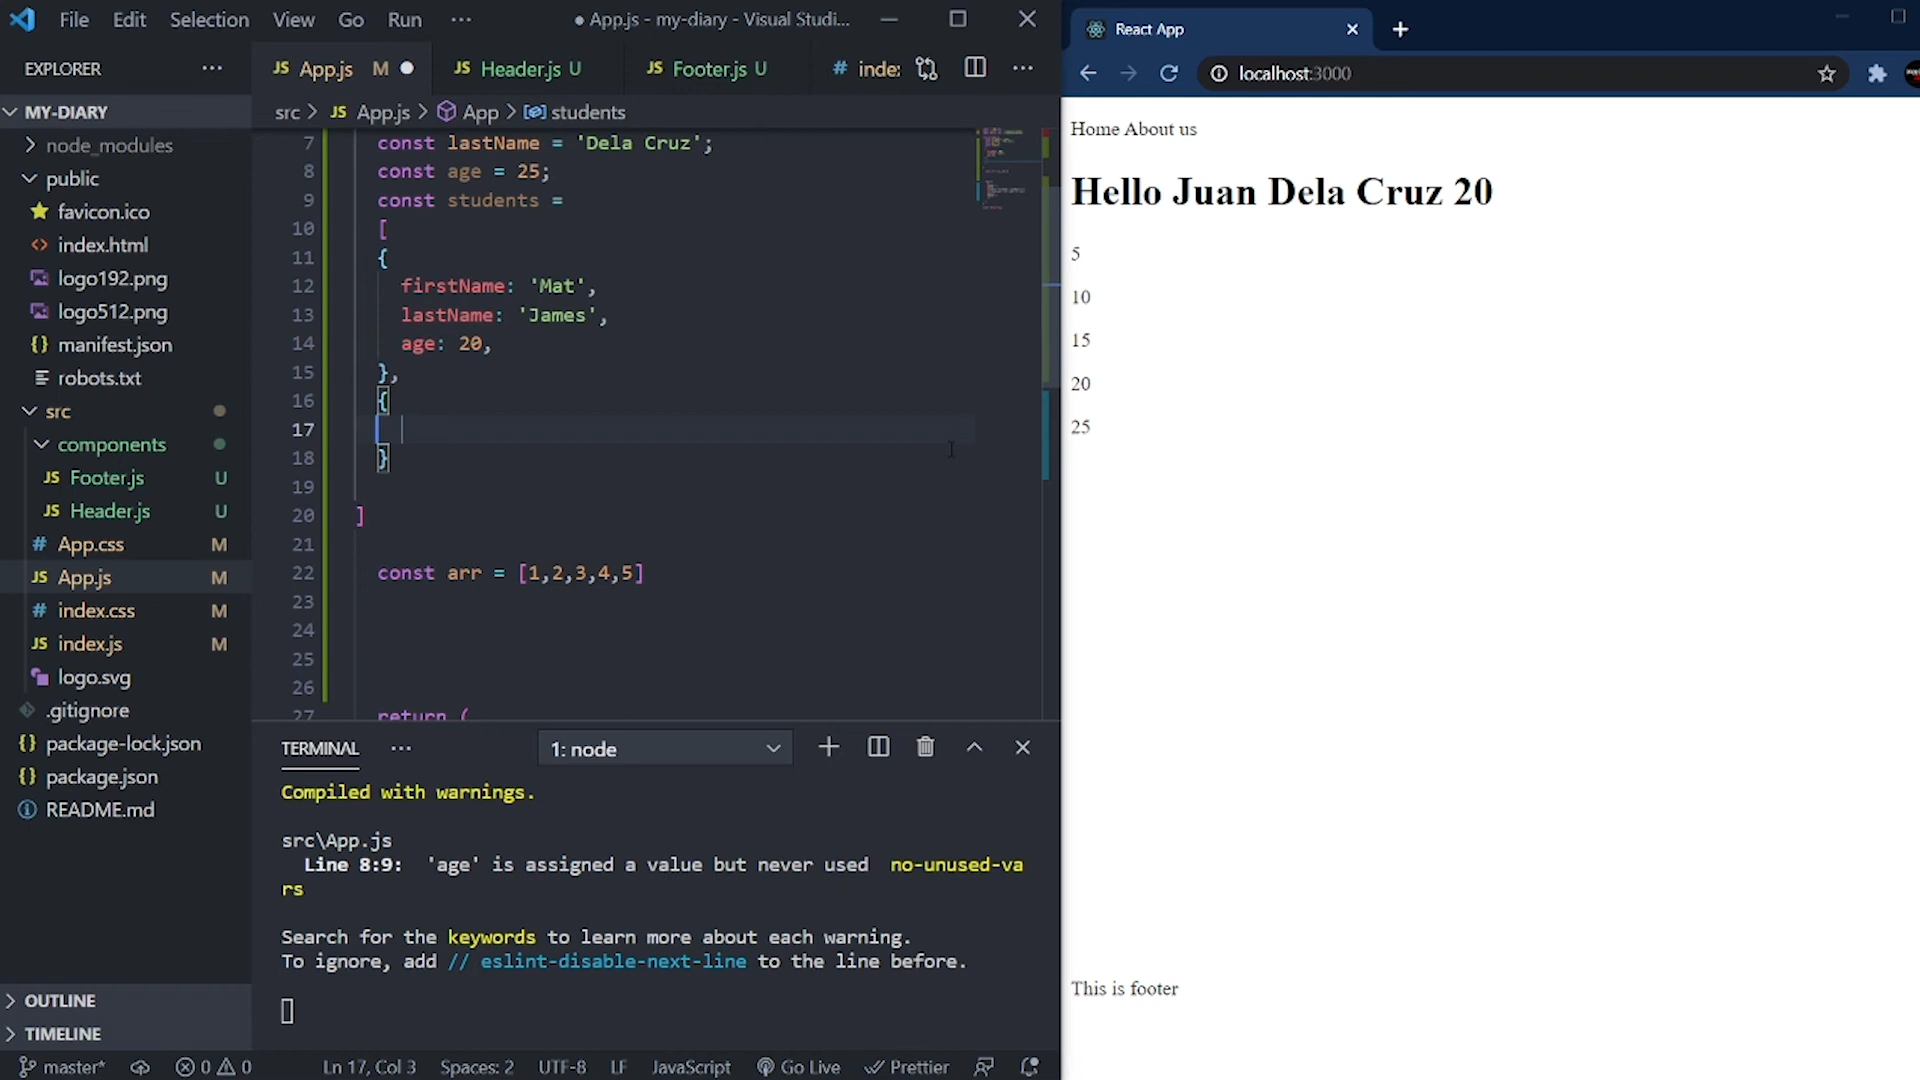 File Edit Selection View Go Run ···
● App.js - my-diary - Visual Studi...
EXPLORER ···
MY-DIARY
node_modules
public
favicon.ico
index.html
logo192.png
logo512.png
manifest.json
robots.txt
src
components
JS Footer.js U
JS Header.js U
# App.css M
JS App.js M
# index.css M
JS index.js M
logo.svg
.gitignore
{} package-lock.json
{} package.json
README.md
OUTLINE
TIMELINE
JS App.js M ●
JS Header.js U
JS Footer.js U
# inde: ···
src > JS App.js > App > students
7 const lastName = 'Dela Cruz';
8 const age = 25;
9 const students =
10 [
11 {
12 firstName: 'Mat',
13 lastName: 'James',
14 age: 20,
15 },
16 {
17
18 }
19
20 ]
21
22 const arr = [1,2,3,4,5]
23
24
25
26
27 return (
TERMINAL ··· 1: node
Compiled with warnings.
src\App.js
Line 8:9: 'age' is assigned a value but never used no-unused-va
rs
Search for the keywords to learn more about each warning.
To ignore, add // eslint-disable-next-line to the line before.
master* 0 0 Ln 17, Col 3 Spaces: 2 UTF-8 LF JavaScript Go Live Prettier
React App
localhost:3000
Home About us
Hello Juan Dela Cruz 20
5
10
15
20
25
This is footer